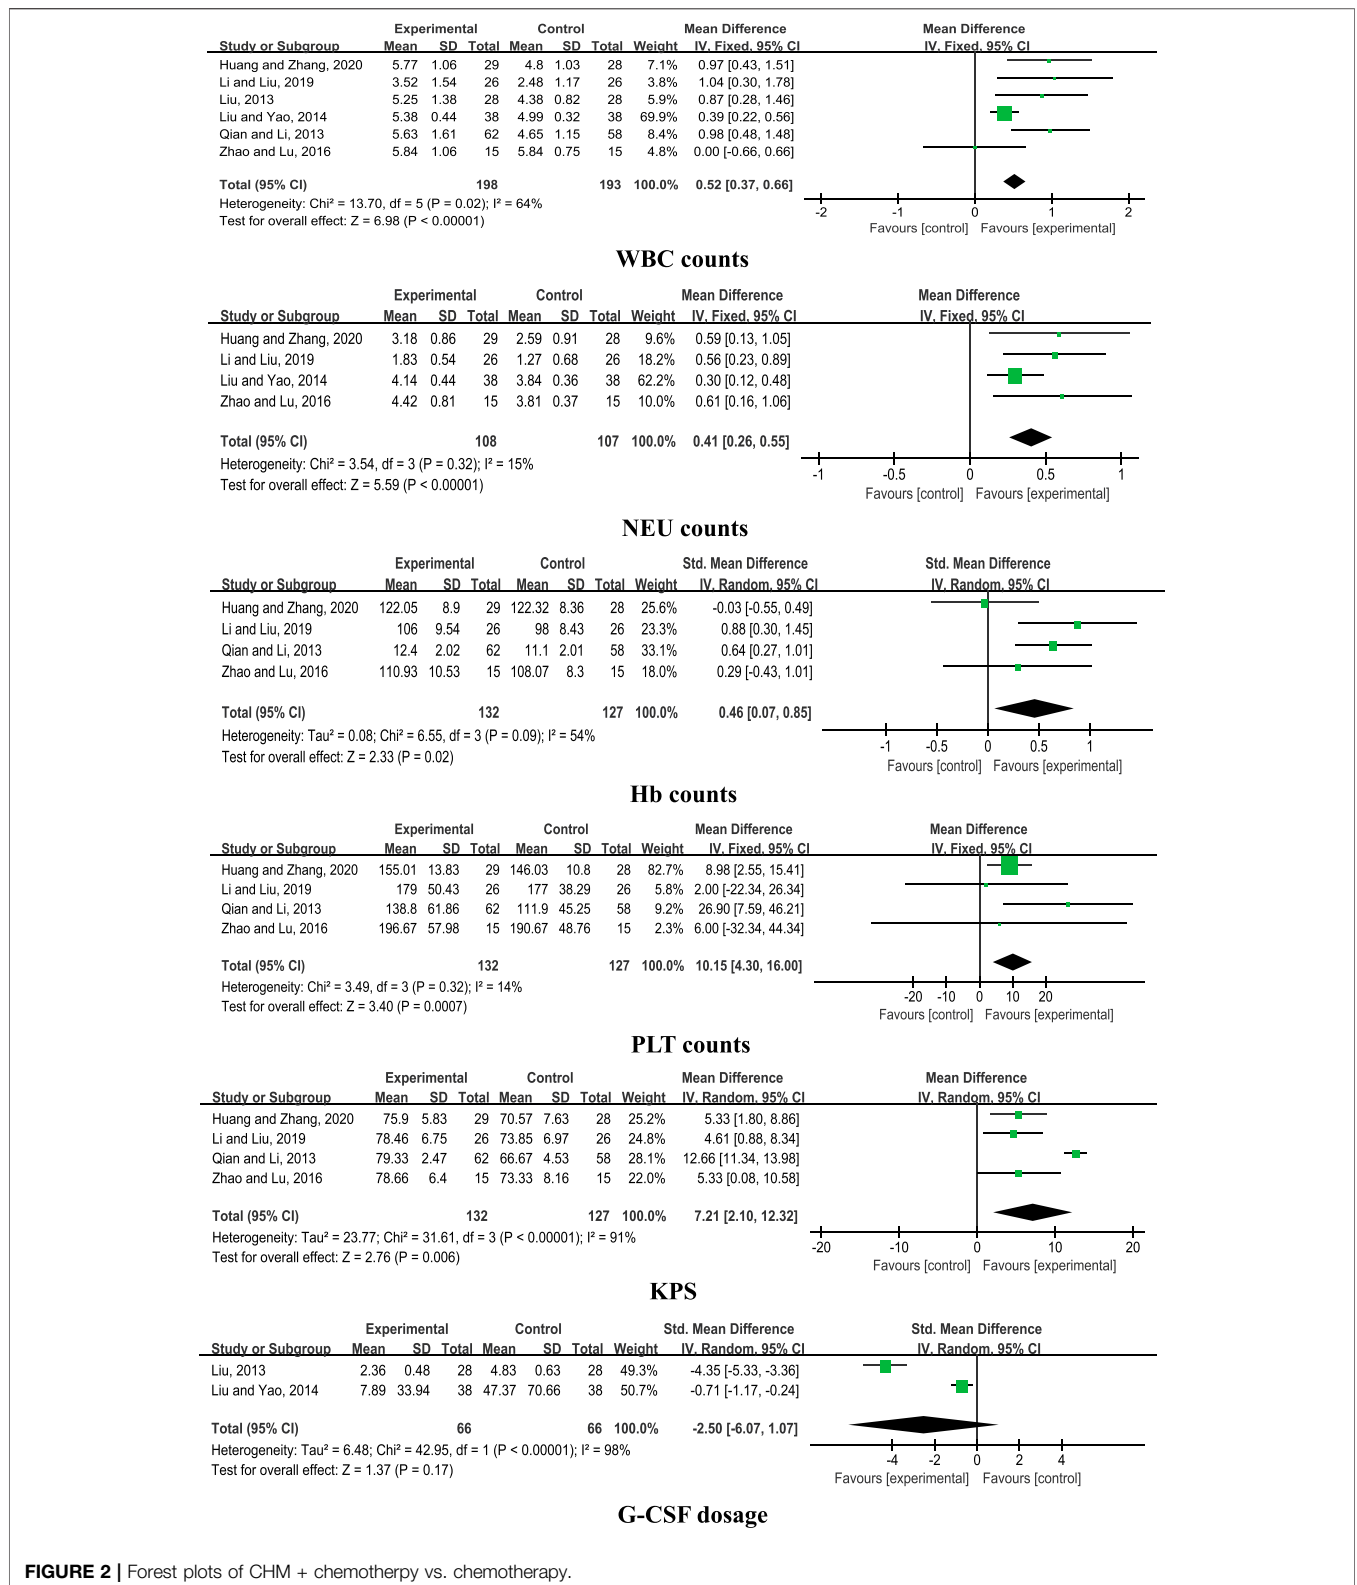 Experimental Control Mean Difference Mean Difference
Study or Subgroup Mean SD Total Mean SD Total Weight IV, Fixed, 95% CI IV, Fixed, 95% CI
Huang and Zhang, 2020 5.77 1.06 29 4.8 1.03 28 7.1% 0.97 [0.43, 1.51]
Li and Liu, 2019 3.52 1.54 26 2.48 1.17 26 3.8% 1.04 [0.30, 1.78]
Liu, 2013 5.25 1.38 28 4.38 0.82 28 5.9% 0.87 [0.28, 1.46]
Liu and Yao, 2014 5.38 0.44 38 4.99 0.32 38 69.9% 0.39 [0.22, 0.56]
Qian and Li, 2013 5.63 1.61 62 4.65 1.15 58 8.4% 0.98 [0.48, 1.48]
Zhao and Lu, 2016 5.84 1.06 15 5.84 0.75 15 4.8% 0.00 [-0.66, 0.66]
Total (95% CI) 198 193 100.0% 0.52 [0.37, 0.66]
Heterogeneity: Chi² = 13.70, df = 5 (P = 0.02); I² = 64%
Test for overall effect: Z = 6.98 (P < 0.00001)
-2 -1 0 1 2
Favours [control] Favours [experimental]
WBC counts
Experimental Control Mean Difference Mean Difference
Study or Subgroup Mean SD Total Mean SD Total Weight IV, Fixed, 95% CI IV, Fixed, 95% CI
Huang and Zhang, 2020 3.18 0.86 29 2.59 0.91 28 9.6% 0.59 [0.13, 1.05]
Li and Liu, 2019 1.83 0.54 26 1.27 0.68 26 18.2% 0.56 [0.23, 0.89]
Liu and Yao, 2014 4.14 0.44 38 3.84 0.36 38 62.2% 0.30 [0.12, 0.48]
Zhao and Lu, 2016 4.42 0.81 15 3.81 0.37 15 10.0% 0.61 [0.16, 1.06]
Total (95% CI) 108 107 100.0% 0.41 [0.26, 0.55]
Heterogeneity: Chi² = 3.54, df = 3 (P = 0.32); I² = 15%
Test for overall effect: Z = 5.59 (P < 0.00001)
-1 -0.5 0 0.5 1
Favours [control] Favours [experimental]
NEU counts
Experimental Control Std. Mean Difference Std. Mean Difference
Study or Subgroup Mean SD Total Mean SD Total Weight IV, Random, 95% CI IV, Random, 95% CI
Huang and Zhang, 2020 122.05 8.9 29 122.32 8.36 28 25.6% -0.03 [-0.55, 0.49]
Li and Liu, 2019 106 9.54 26 98 8.43 26 23.3% 0.88 [0.30, 1.45]
Qian and Li, 2013 12.4 2.02 62 11.1 2.01 58 33.1% 0.64 [0.27, 1.01]
Zhao and Lu, 2016 110.93 10.53 15 108.07 8.3 15 18.0% 0.29 [-0.43, 1.01]
Total (95% CI) 132 127 100.0% 0.46 [0.07, 0.85]
Heterogeneity: Tau² = 0.08; Chi² = 6.55, df = 3 (P = 0.09); I² = 54%
Test for overall effect: Z = 2.33 (P = 0.02)
-1 -0.5 0 0.5 1
Favours [control] Favours [experimental]
Hb counts
Experimental Control Mean Difference Mean Difference
Study or Subgroup Mean SD Total Mean SD Total Weight IV, Fixed, 95% CI IV, Fixed, 95% CI
Huang and Zhang, 2020 155.01 13.83 29 146.03 10.8 28 82.7% 8.98 [2.55, 15.41]
Li and Liu, 2019 179 50.43 26 177 38.29 26 5.8% 2.00 [-22.34, 26.34]
Qian and Li, 2013 138.8 61.86 62 111.9 45.25 58 9.2% 26.90 [7.59, 46.21]
Zhao and Lu, 2016 196.67 57.98 15 190.67 48.76 15 2.3% 6.00 [-32.34, 44.34]
Total (95% CI) 132 127 100.0% 10.15 [4.30, 16.00]
Heterogeneity: Chi² = 3.49, df = 3 (P = 0.32); I² = 14%
Test for overall effect: Z = 3.40 (P = 0.0007)
-20 -10 0 10 20
Favours [control] Favours [experimental]
PLT counts
Experimental Control Mean Difference Mean Difference
Study or Subgroup Mean SD Total Mean SD Total Weight IV, Random, 95% CI IV, Random, 95% CI
Huang and Zhang, 2020 75.9 5.83 29 70.57 7.63 28 25.2% 5.33 [1.80, 8.86]
Li and Liu, 2019 78.46 6.75 26 73.85 6.97 26 24.8% 4.61 [0.88, 8.34]
Qian and Li, 2013 79.33 2.47 62 66.67 4.53 58 28.1% 12.66 [11.34, 13.98]
Zhao and Lu, 2016 78.66 6.4 15 73.33 8.16 15 22.0% 5.33 [0.08, 10.58]
Total (95% CI) 132 127 100.0% 7.21 [2.10, 12.32]
Heterogeneity: Tau² = 23.77; Chi² = 31.61, df = 3 (P < 0.00001); I² = 91%
Test for overall effect: Z = 2.76 (P = 0.006)
-20 -10 0 10 20
Favours [control] Favours [experimental]
KPS
Experimental Control Std. Mean Difference Std. Mean Difference
Study or Subgroup Mean SD Total Mean SD Total Weight IV, Random, 95% CI IV, Random, 95% CI
Liu, 2013 2.36 0.48 28 4.83 0.63 28 49.3% -4.35 [-5.33, -3.36]
Liu and Yao, 2014 7.89 33.94 38 47.37 70.66 38 50.7% -0.71 [-1.17, -0.24]
Total (95% CI) 66 66 100.0% -2.50 [-6.07, 1.07]
Heterogeneity: Tau² = 6.48; Chi² = 42.95, df = 1 (P < 0.00001); I² = 98%
Test for overall effect: Z = 1.37 (P = 0.17)
-4 -2 0 2 4
Favours [experimental] Favours [control]
G-CSF dosage
FIGURE 2 | Forest plots of CHM + chemotherpy vs. chemotherapy.